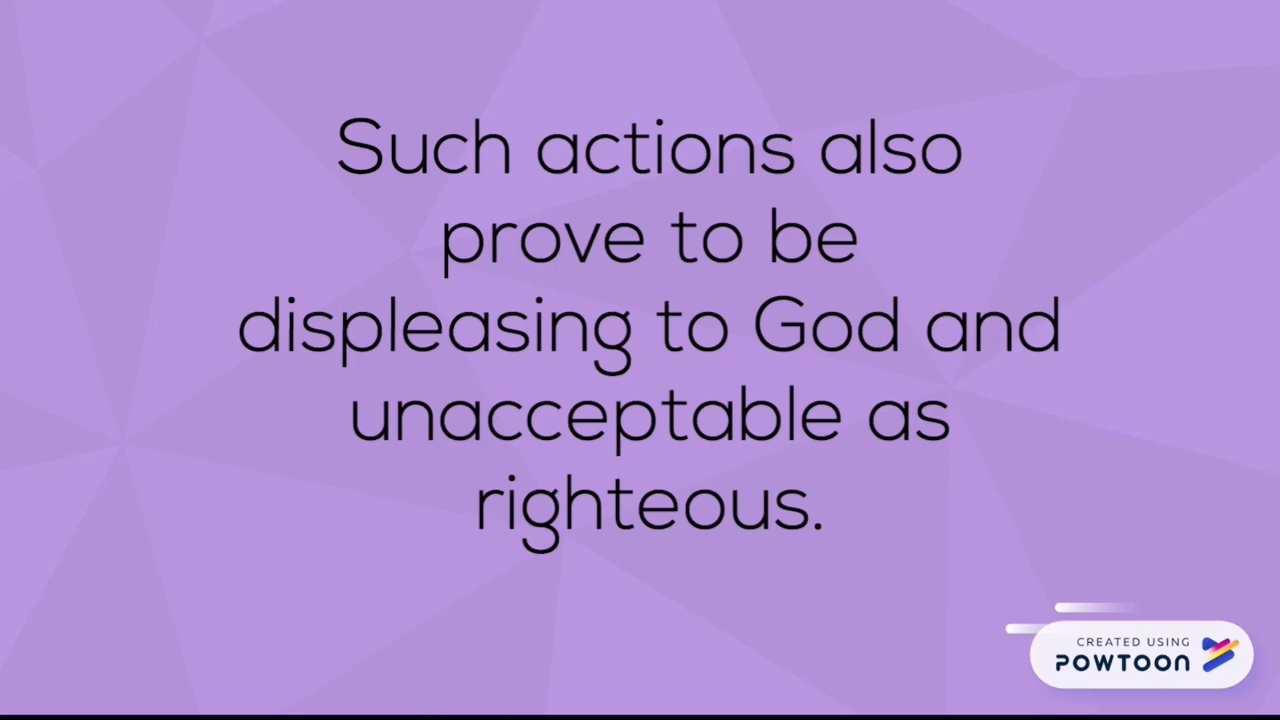 Such actions also
prove to be
displeasing to God and
unacceptable as
righteous.
CREATED USING
POWTOON